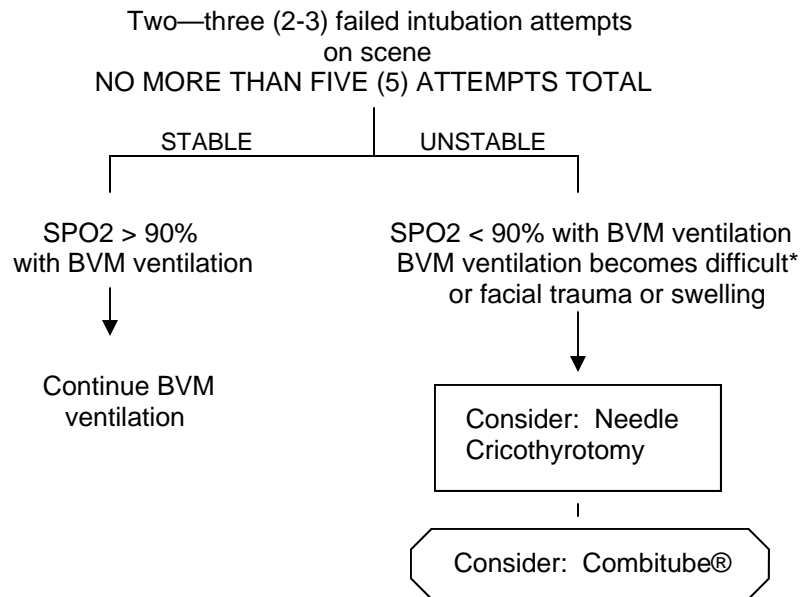 Two—three (2-3) failed intubation attempts
on scene
NO MORE THAN FIVE (5) ATTEMPTS TOTAL
STABLE
UNSTABLE
SPO2 > 90%
with BVM ventilation
Continue BVM
ventilation
SPO2 < 90% with BVM ventilation
BVM ventilation becomes difficult*
or facial trauma or swelling
Consider: Needle
Cricothyrotomy
Consider: Combitube®